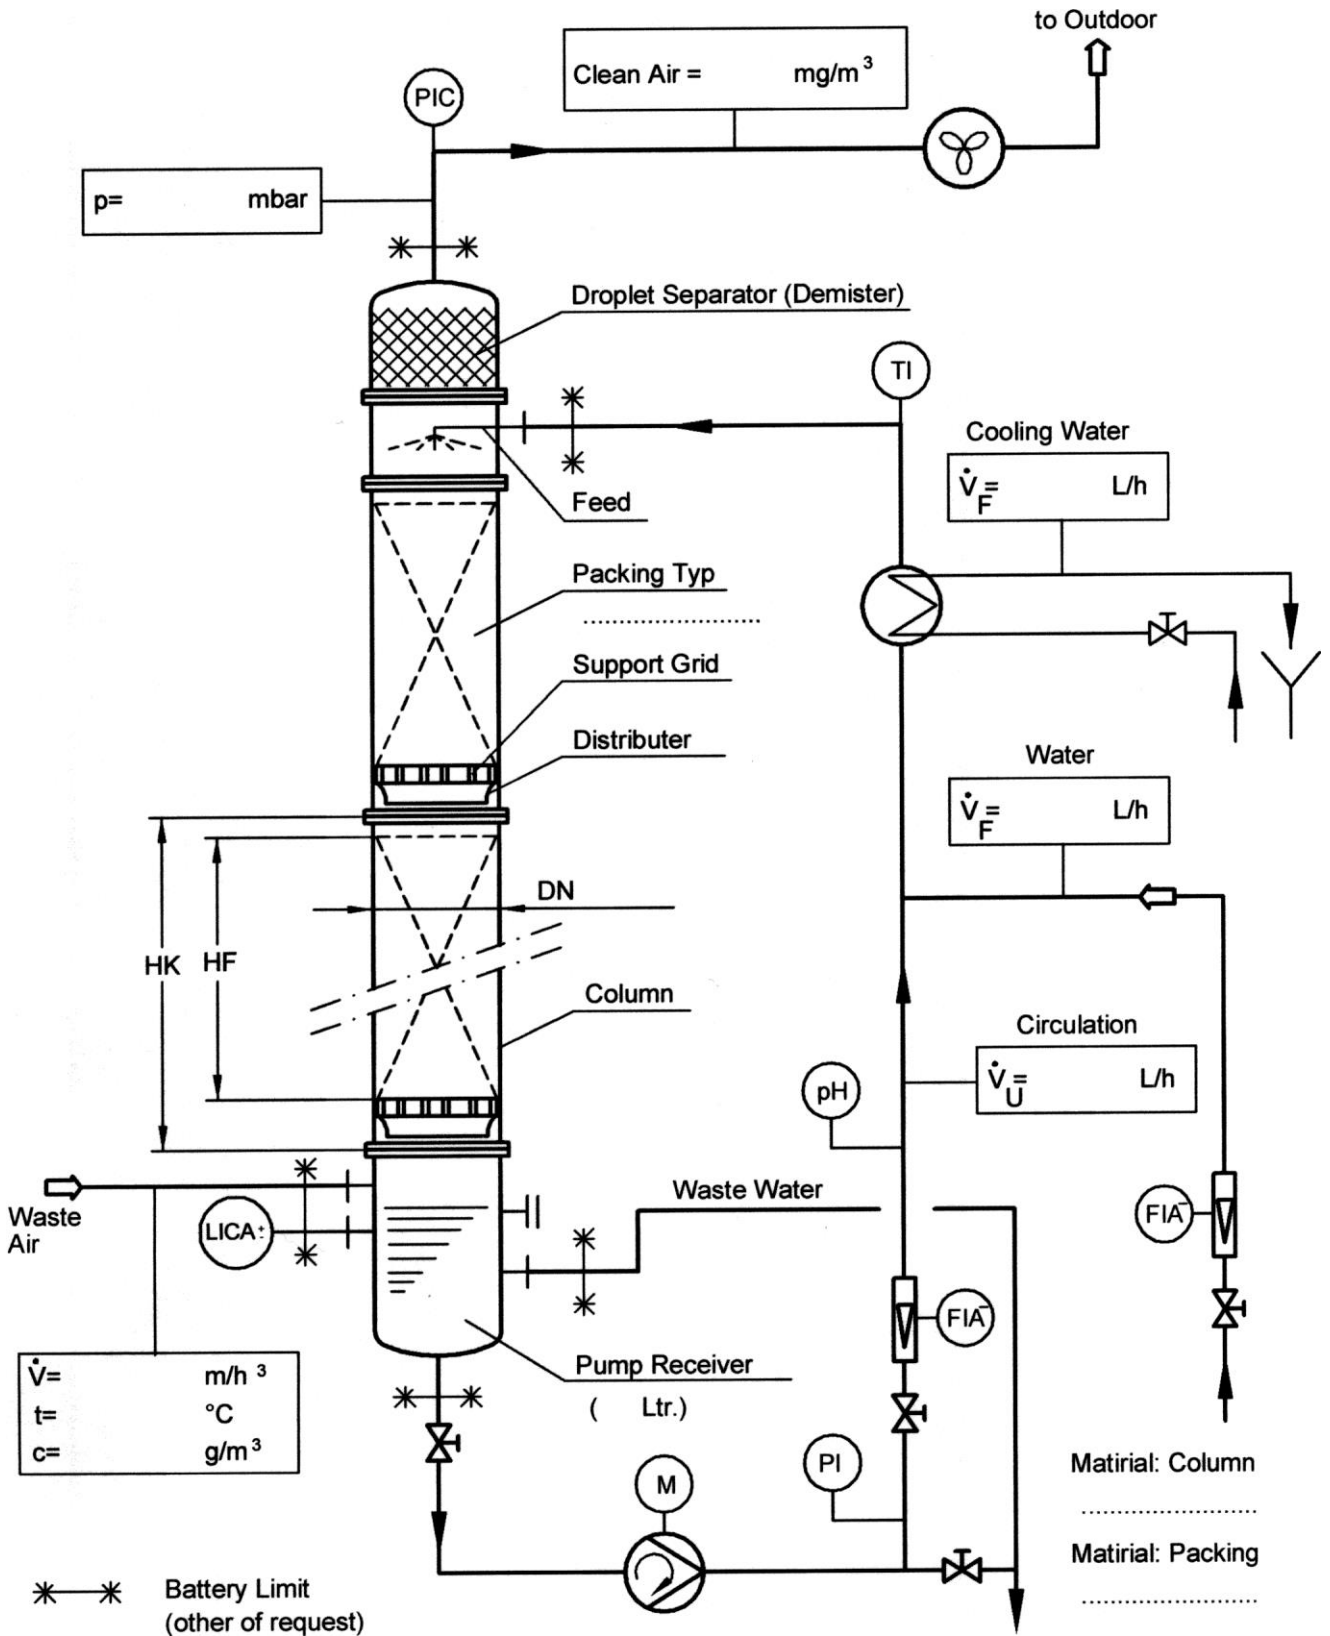 to Outdoor
Clean Air = mg/m³
PIC
p= mbar
Droplet Separator (Demister)
TI
Cooling Water
V̇F= L/h
Feed
Packing Typ
....................
Support Grid
Distributer
Water
V̇F= L/h
DN
HK
HF
Column
Circulation
V̇U= L/h
pH
Waste Water
Waste
Air
LICA±
FIA⁻
FIA⁻
Pump Receiver
( Ltr.)
V̇= m/h ³
t= °C
c= g/m³
PI
M
Matirial: Column
....................
Matirial: Packing
....................
Battery Limit
(other of request)